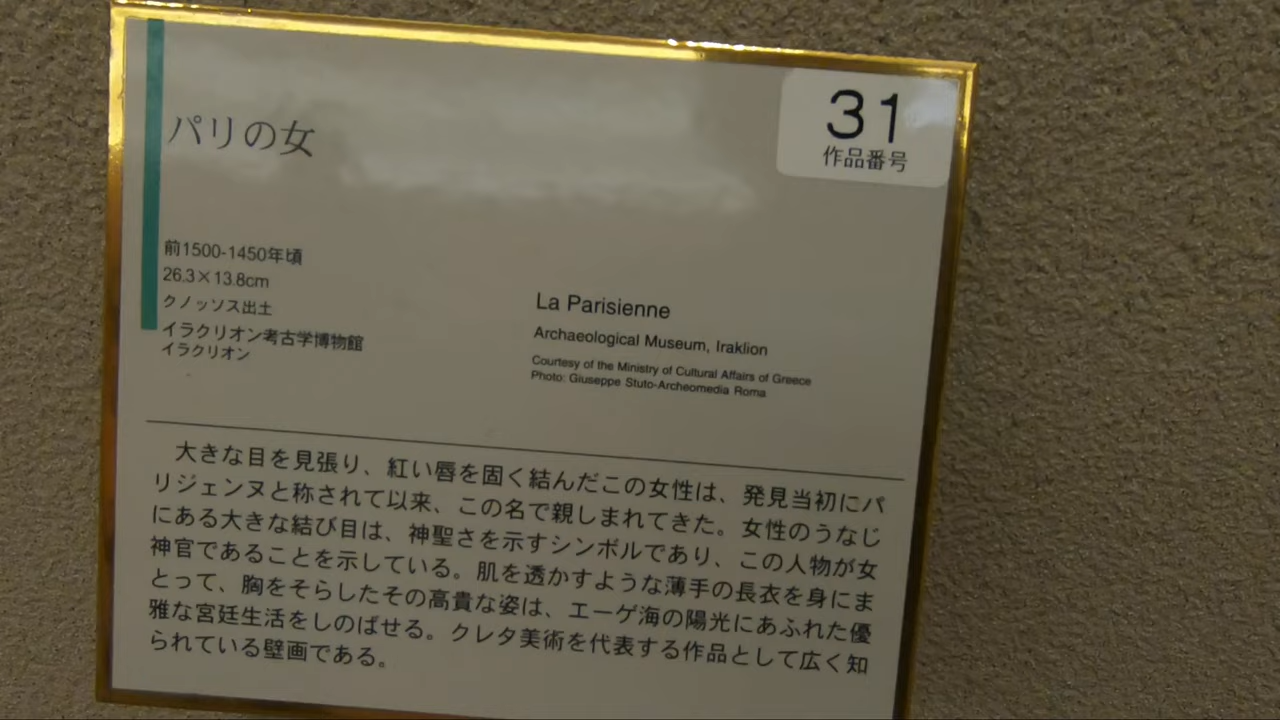 パリの女
31
作品番号
前1500-1450年頃
26.3×13.8cm
クノッソス出土
イラクリオン考古学博物館
イラクリオン
La Parisienne
Archaeological Museum, Iraklion
Courtesy of the Ministry of Cultural Affairs of Greece
Photo: Giuseppe Stuto-Archeomedia Roma
大きな目を見張り、紅い唇を固く結んだこの女性は、発見当初にパ
リジェンヌと称されて以来、この名で親しまれてきた。女性のうなじ
にある大きな結び目は、神聖さを示すシンボルであり、この人物が女
神官であることを示している。肌を透かすような薄手の長衣を身にま
とって、胸をそらしたその高貴な姿は、エーゲ海の陽光にあふれた優
雅な宮廷生活をしのばせる。クレタ美術を代表する作品として広く知
られている壁画である。